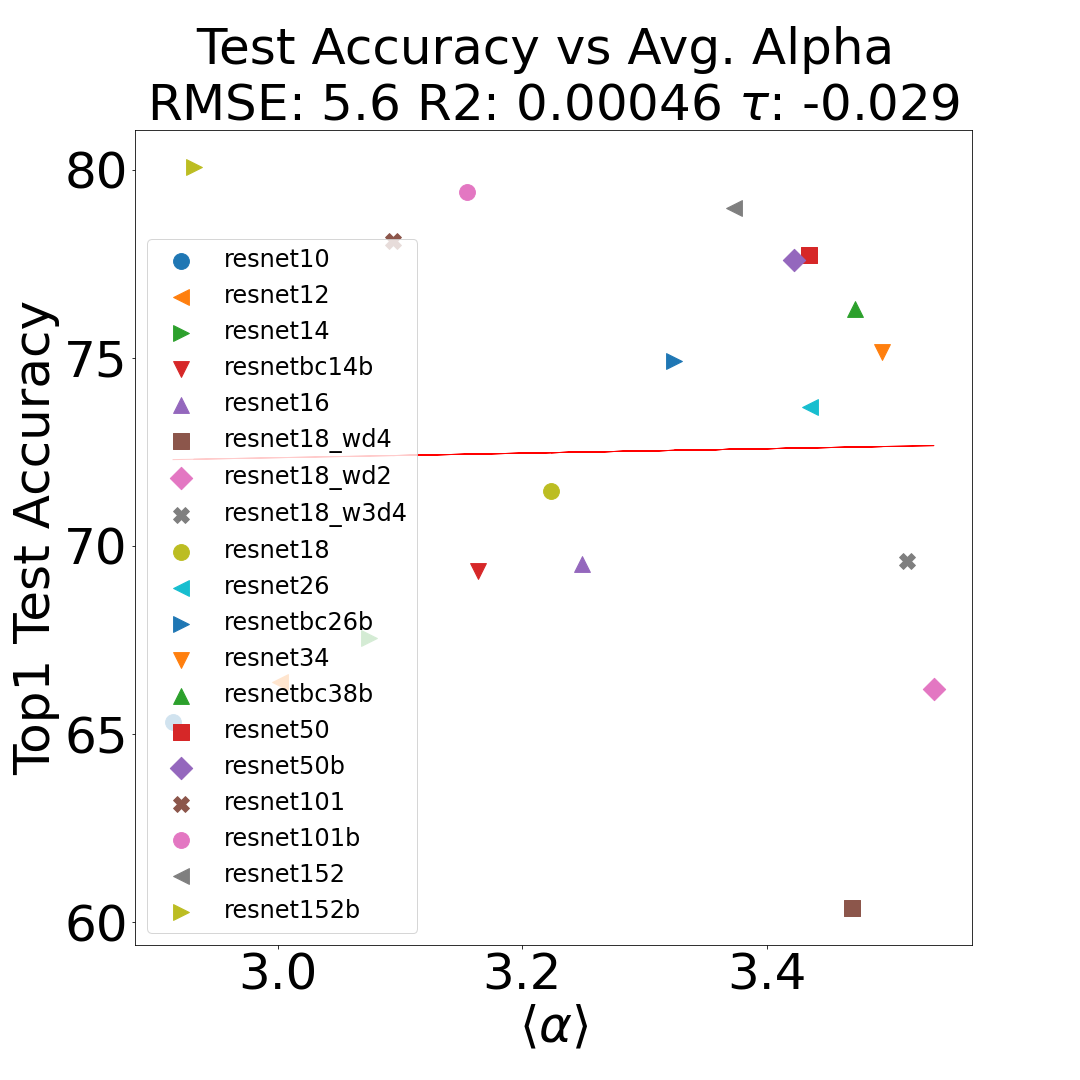 Test Accuracy vs Avg. Alpha
RMSE: 5.6 R2: 0.00046 τ: -0.029
Top1 Test Accuracy
80
75
70
65
60
resnet10
resnet12
resnet14
resnetbc14b
resnet16
resnet18_wd4
resnet18_wd2
resnet18_w3d4
resnet18
resnet26
resnetbc26b
resnet34
resnetbc38b
resnet50
resnet50b
resnet101
resnet101b
resnet152
resnet152b
3.0 3.2 3.4
⟨α⟩